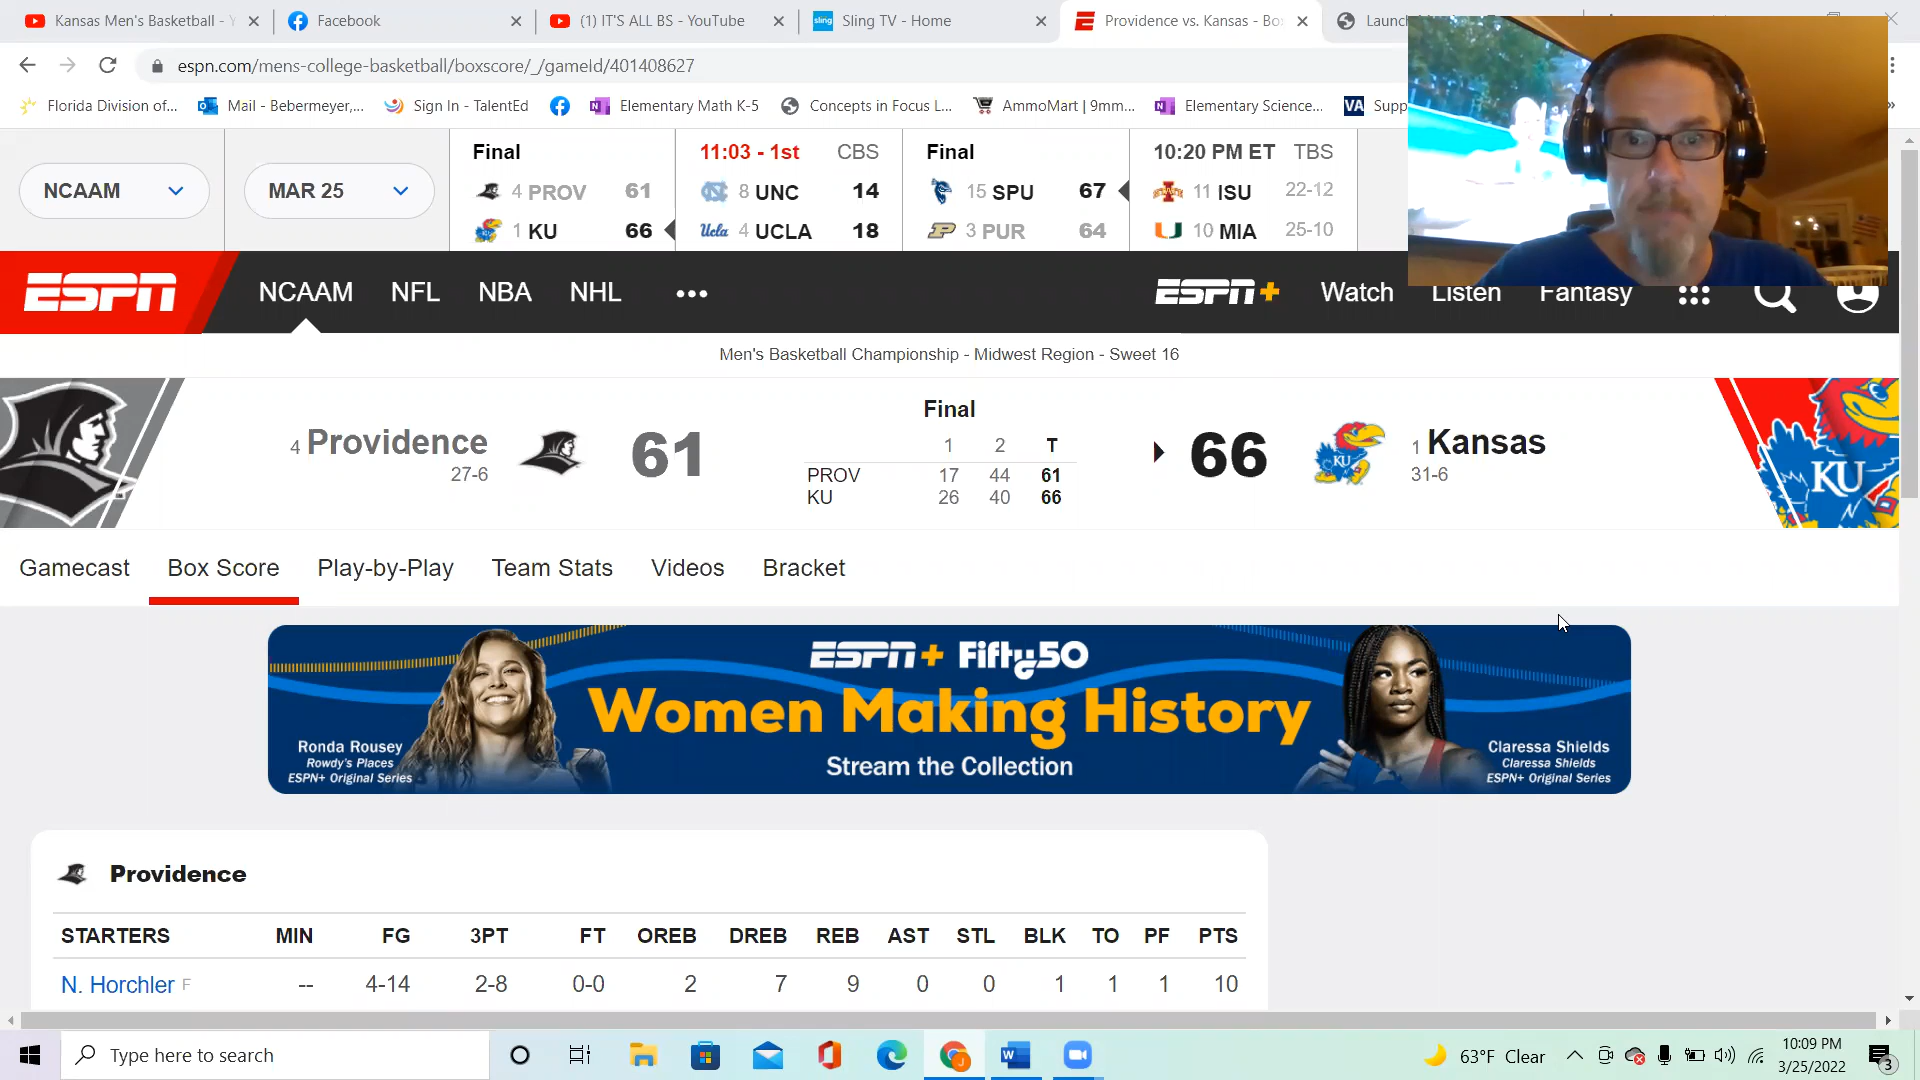 Kansas Men's Basketball - Y
Facebook
(1) IT'S ALL BS - YouTube
sling
Sling TV - Home
Providence vs. Kansas - Bo
Launch
espn.com/mens-college-basketball/boxscore/_/gameId/401408627
Florida Division of...
Mail - Bebermeyer,...
Sign In - TalentEd
Elementary Math K-5
Concepts in Focus L...
AmmoMart | 9mm...
Elementary Science...
VA Supp
NCAAM
MAR 25
Final
4 PROV 61
1 KU 66
11:03 - 1st CBS
8 UNC 14
Ucla 4 UCLA 18
Final
15 SPU 67
P 3 PUR 64
10:20 PM ET TBS
11 ISU 22-12
10 MIA 25-10
ESPN NCAAM NFL NBA NHL ESPN+ Watch Listen Fantasy
Men's Basketball Championship - Midwest Region - Sweet 16
4 Providence
27-6
61
Final
1 2 T
PROV 17 44 61
KU 26 40 66
66
KU
1 Kansas
31-6
KU
Gamecast Box Score Play-by-Play Team Stats Videos Bracket
ESPN+ Fifty50
Women Making History
Stream the Collection
Ronda Rousey
Rowdy's Places
ESPN+ Original Series
Claressa Shields
Claressa Shields
ESPN+ Original Series
Providence
STARTERS MIN FG 3PT FT OREB DREB REB AST STL BLK TO PF PTS
N. Horchler F -- 4-14 2-8 0-0 2 7 9 0 0 1 1 1 10
Type here to search
W
63°F Clear
10:09 PM
3/25/2022
3